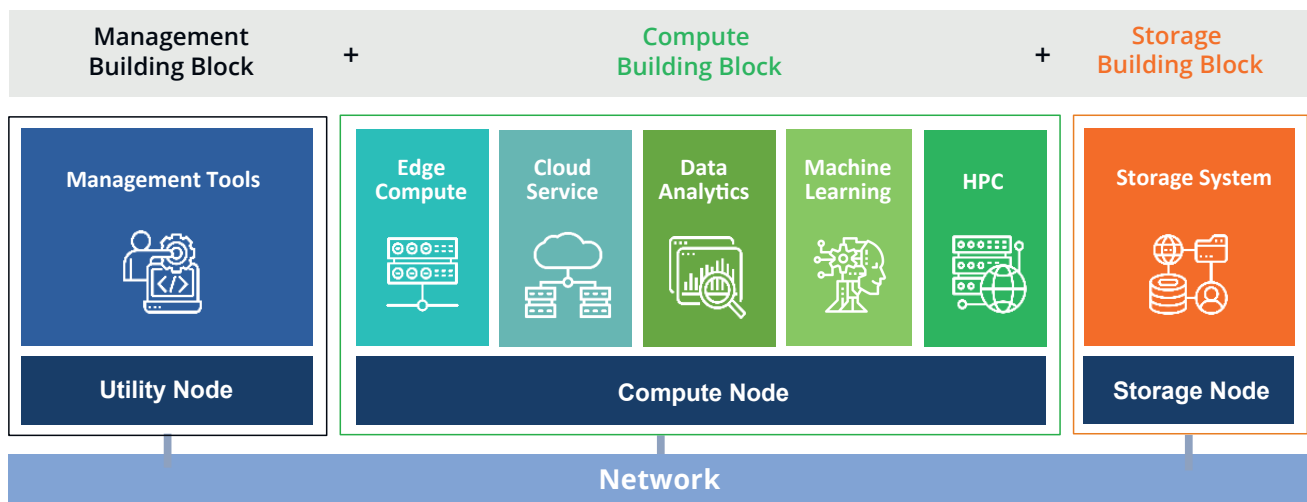 Management
Building Block
+
Compute
Building Block
+
Storage
Building Block
Management Tools
Edge
Compute
Cloud
Service
Data
Analytics
Machine
Learning
HPC
Storage System
</>
Utility Node
Compute Node
Storage Node
Network